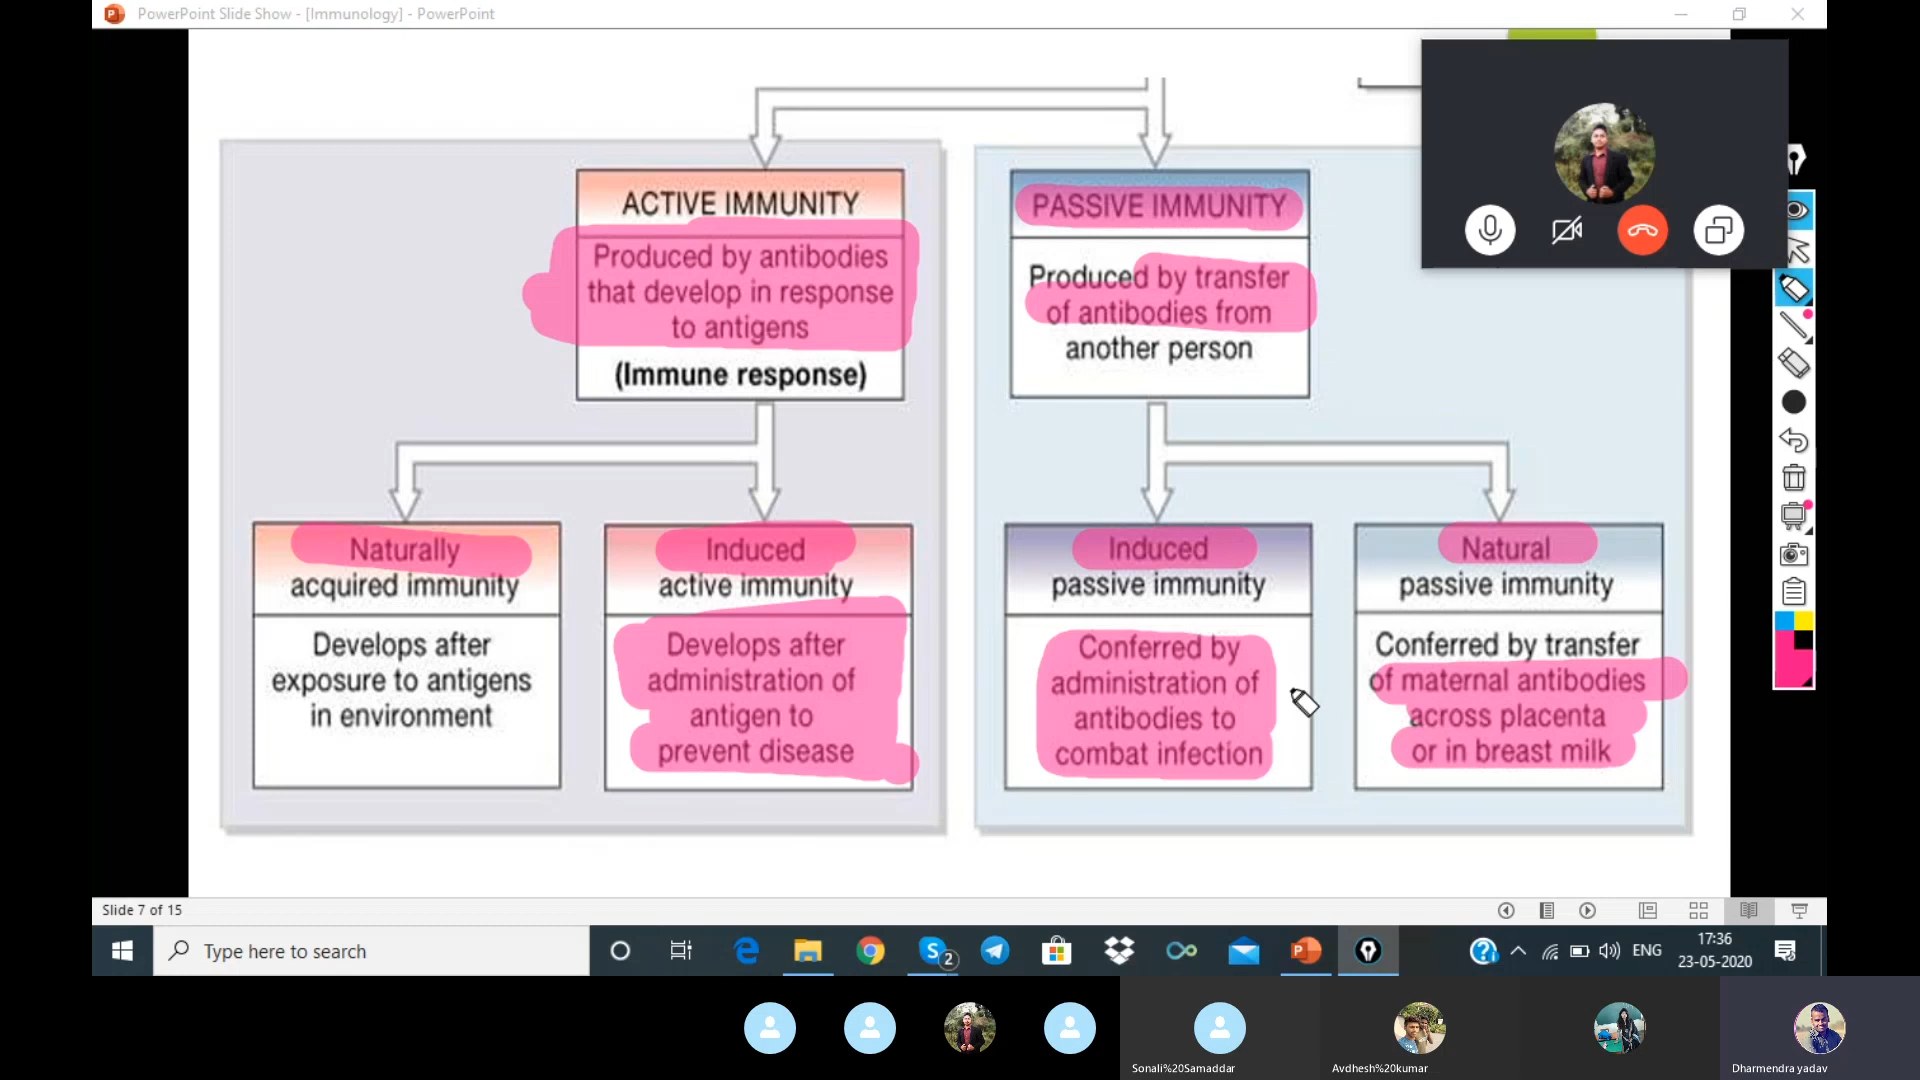 PowerPoint Slide Show - [Immunology] - PowerPoint
ACTIVE IMMUNITY
Produced by antibodies
that develop in response
to antigens
(Immune response)
PASSIVE IMMUNITY
Produced by transfer
of antibodies from
another person
Naturally
acquired immunity
Develops after
exposure to antigens
in environment
Induced
active immunity
Develops after
administration of
antigen to
prevent disease
Induced
passive immunity
Conferred by
administration of
antibodies to
combat infection
Natural
passive immunity
Conferred by transfer
of maternal antibodies
across placenta
or in breast milk
Slide 7 of 15
Type here to search
2
ENG
17:36
23-05-2020
Sonali%20Samaddar
Avdhesh%20kumar
Dharmendra yadav